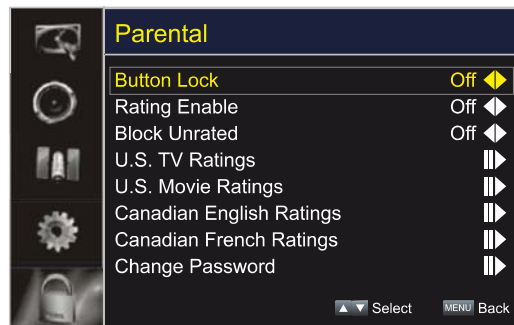 Parental
Button Lock Off
Rating Enable Off
Block Unrated Off
U.S. TV Ratings
U.S. Movie Ratings
Canadian English Ratings
Canadian French Ratings
Change Password
Select MENU Back